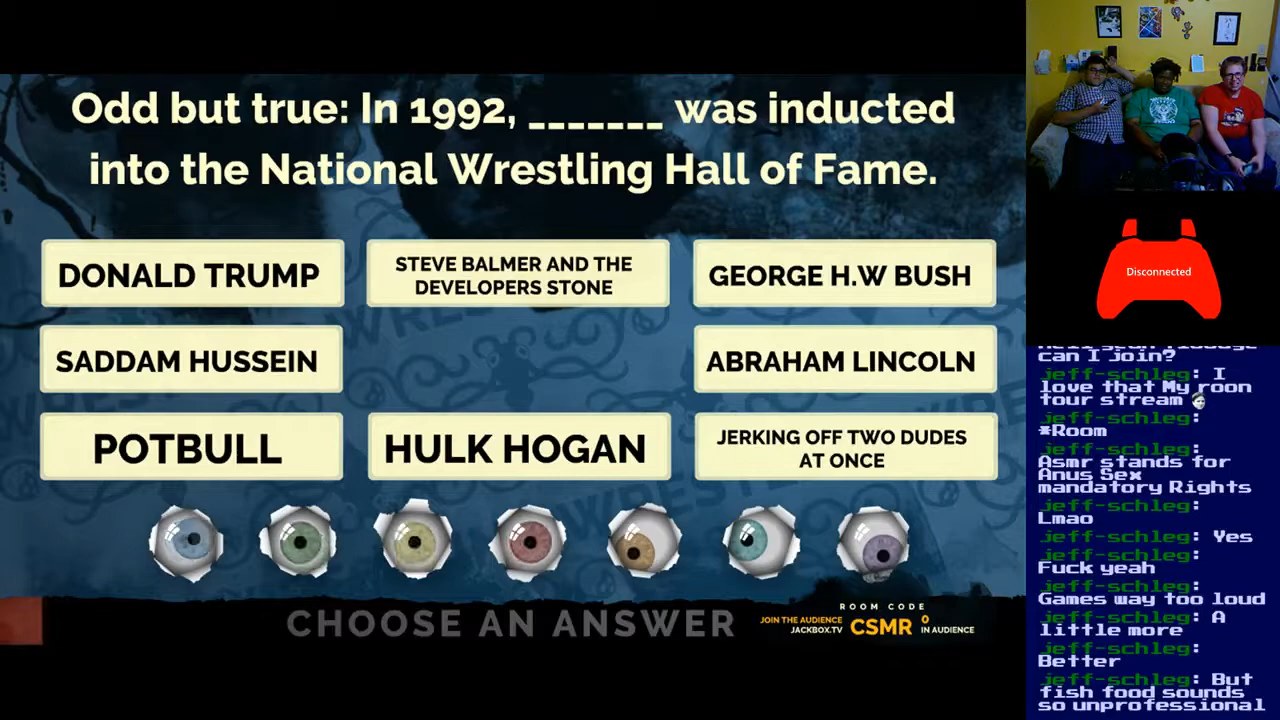 Odd but true: In 1992, _______ was inducted
into the National Wrestling Hall of Fame.
DONALD TRUMP
STEVE BALMER AND THE
DEVELOPERS STONE
GEORGE H.W BUSH
SADDAM HUSSEIN
ABRAHAM LINCOLN
POTBULL
HULK HOGAN
JERKING OFF TWO DUDES
AT ONCE
CHOOSE AN ANSWER
ROOM CODE
JOIN THE AUDIENCE
JACKBOX.TV
CSMR
0
IN AUDIENCE
Disconnected
can I join?
jeff-schleg: I
love that My roon
tour stream
jeff-schleg:
*Room
jeff-schleg:
Asmr stands for
Anus Sex
mandatory Rights
jeff-schleg:
Lmao
jeff-schleg: Yes
jeff-schleg:
Fuck yeah
jeff-schleg:
Games way too loud
jeff-schleg: A
little more
jeff-schleg:
Better
jeff-schleg: But
fish food sounds
so unprofessional